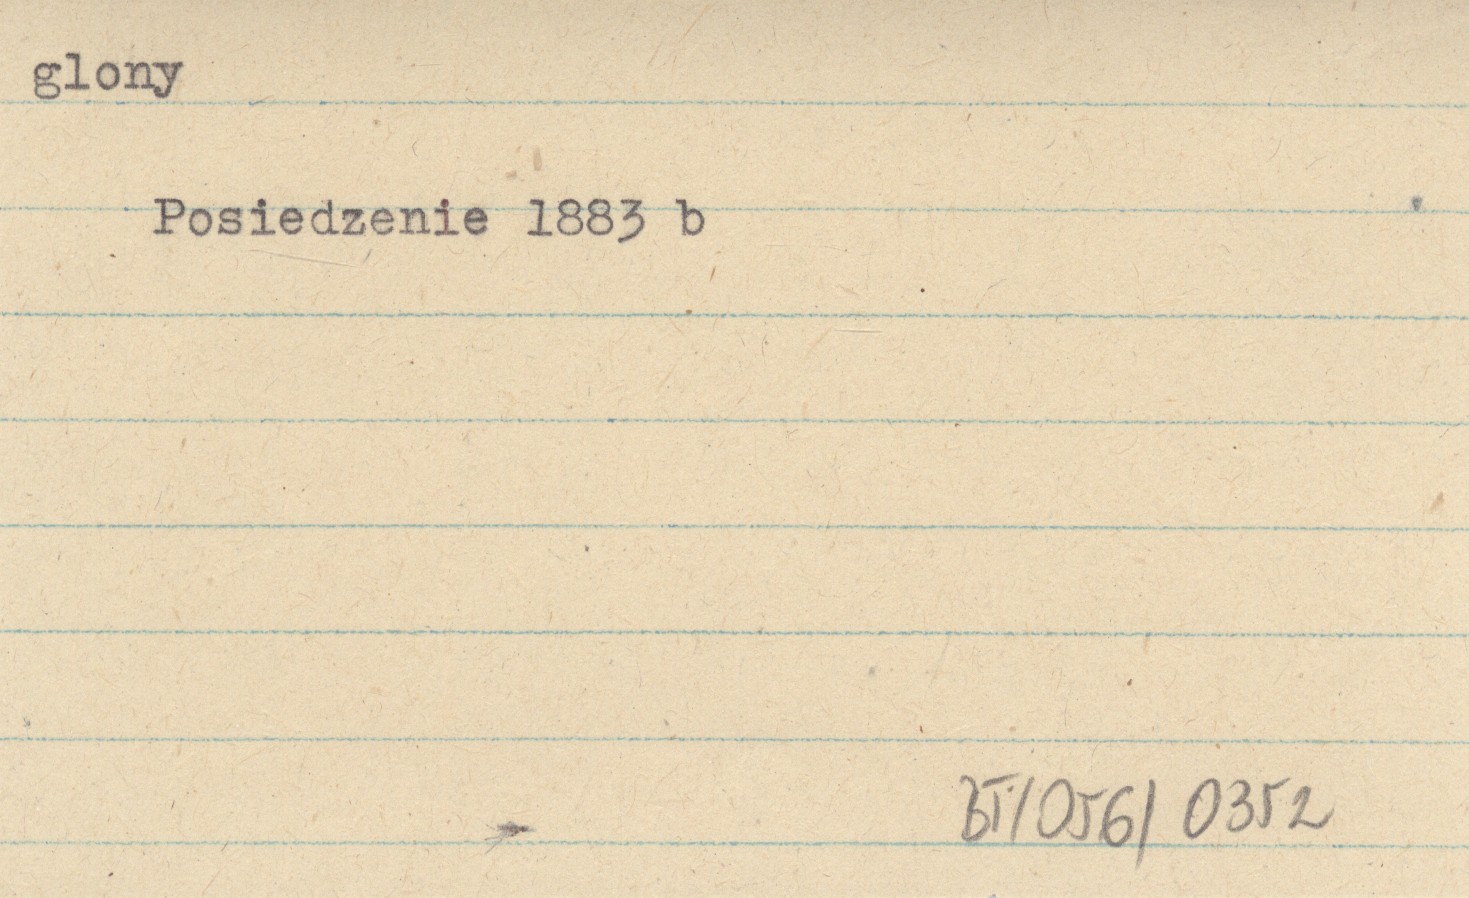 glony
Posiedzenie 1883 b
BT/056/0352